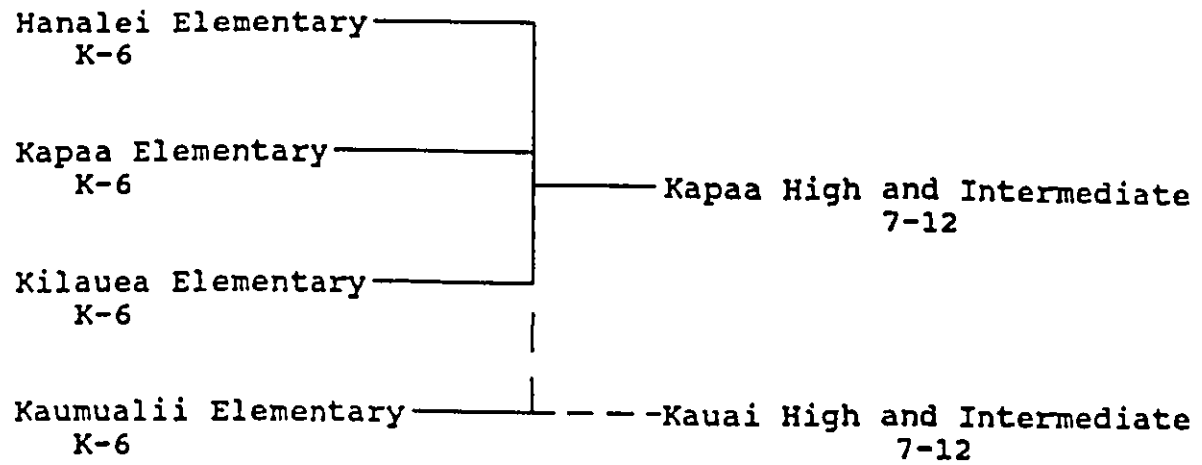 Hanalei Elementary
K-6
Kapaa Elementary
K-6
Kapaa High and Intermediate
7-12
Kilauea Elementary
K-6
Kaumualii Elementary
K-6
Kauai High and Intermediate
7-12